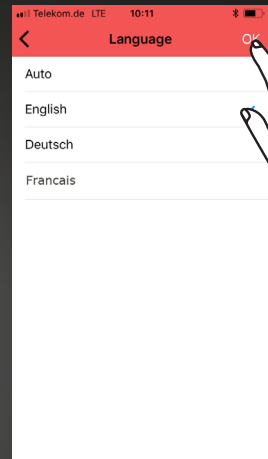 Telekom.de LTE 10:11
Language OK
Auto
English
Deutsch
Francais